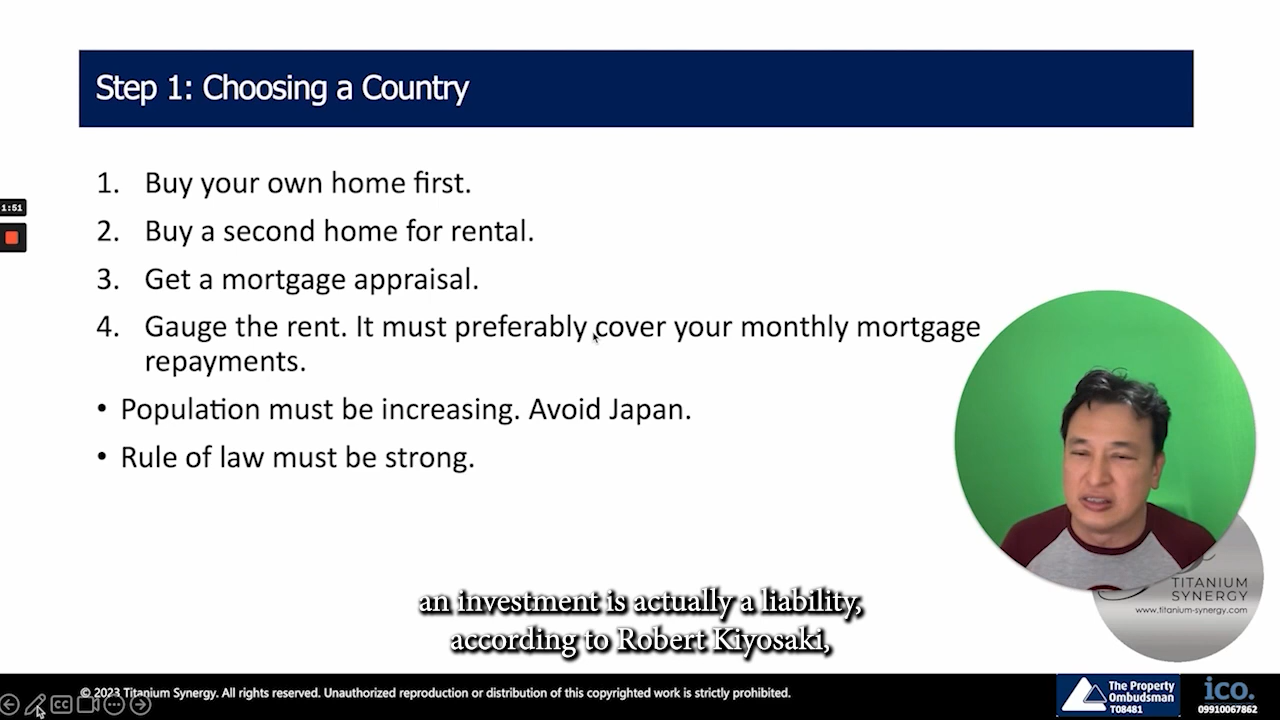 Step 1: Choosing a Country
1. Buy your own home first.
1:51
2. Buy a second home for rental.
3. Get a mortgage appraisal.
4. Gauge the rent. It must preferably cover your monthly mortgage
repayments.
• Population must be increasing. Avoid Japan.
• Rule of law must be strong.
TITANIUM
SYNERGY
www.titanium-synergy.com
an investment is actually a liability,
according to Robert Kiyosaki,
© 2023 Titanium Synergy. All rights reserved. Unauthorized reproduction or distribution of this copyrighted work is strictly prohibited.
CC
The Property
Ombudsman
T08481
ico.
09910067862